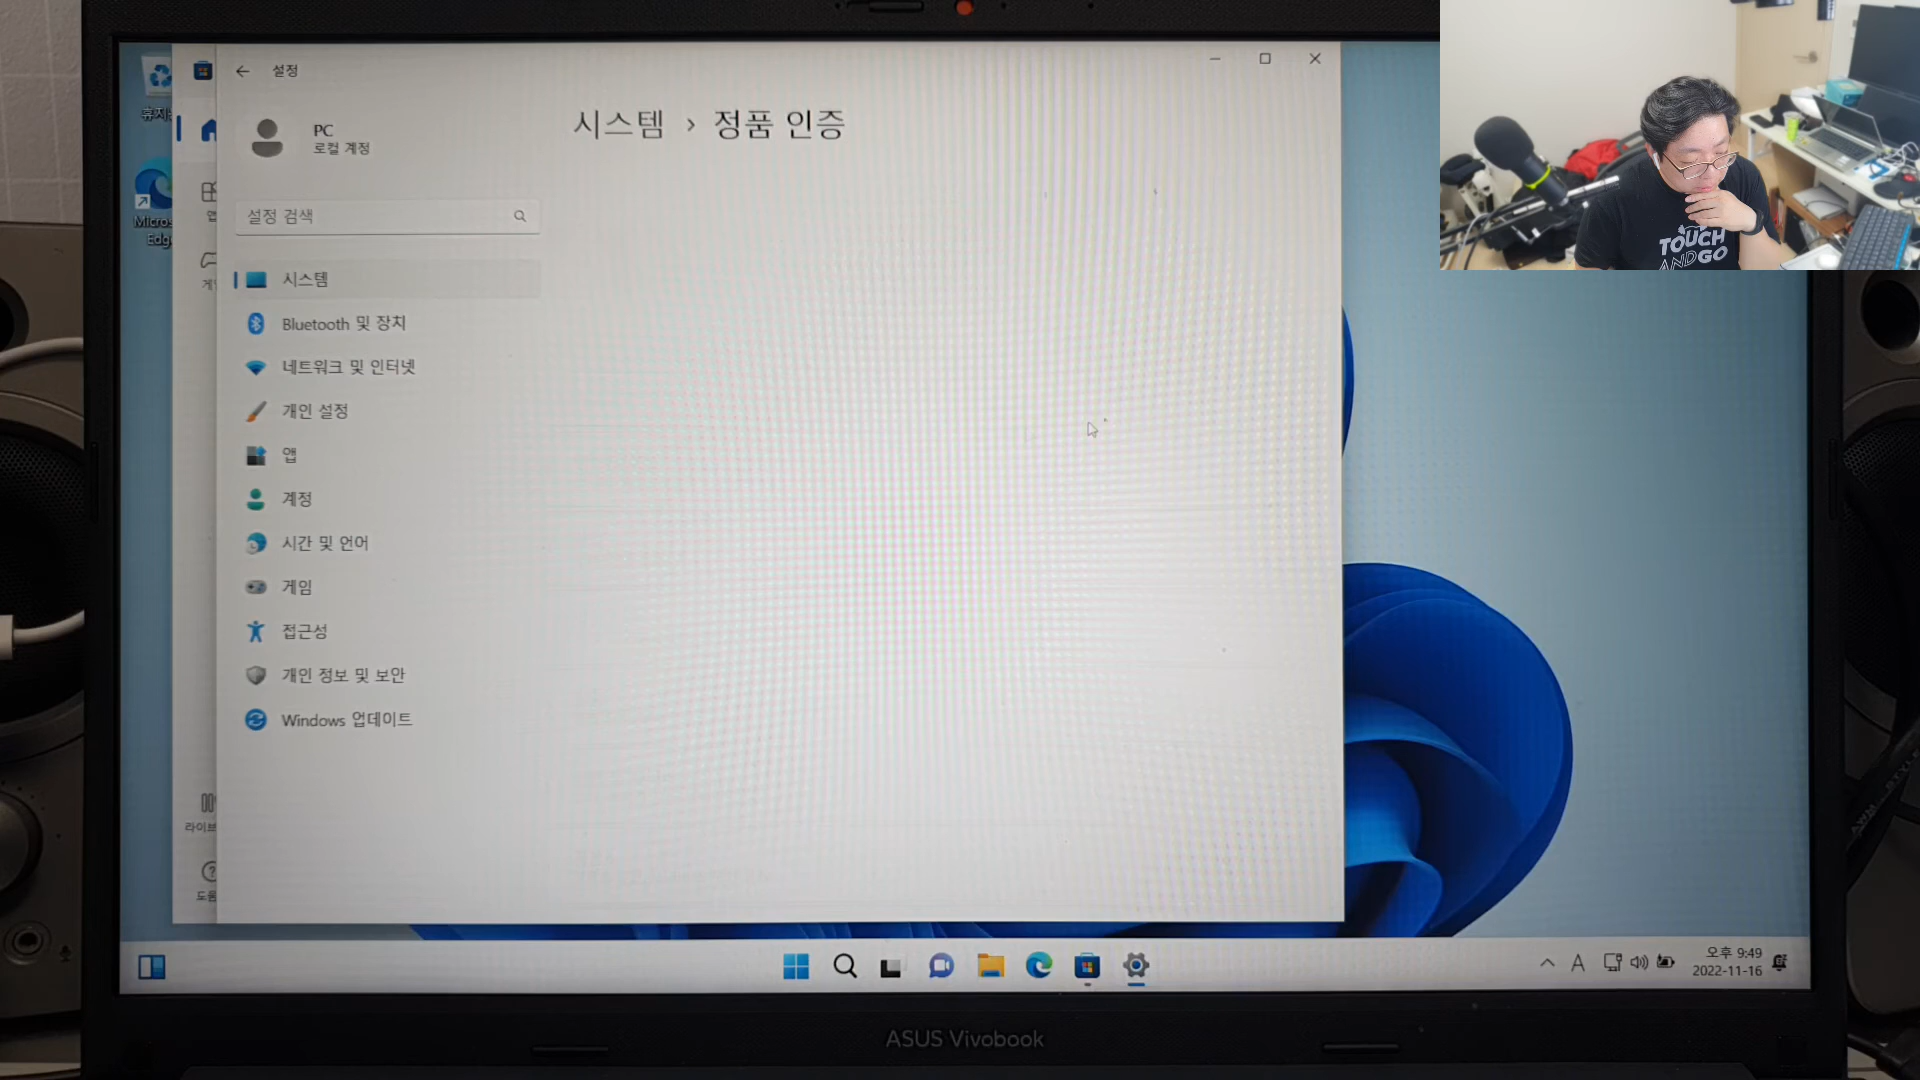 설정
PC
로컬 계정
시스템 › 정품 인증
설정 검색
시스템
Bluetooth 및 장치
네트워크 및 인터넷
개인 설정
앱
계정
시간 및 언어
게임
접근성
개인 정보 및 보안
Windows 업데이트
A
오후 9:49
2022-11-16
ASUS Vivobook
TOUCH
ANDGO